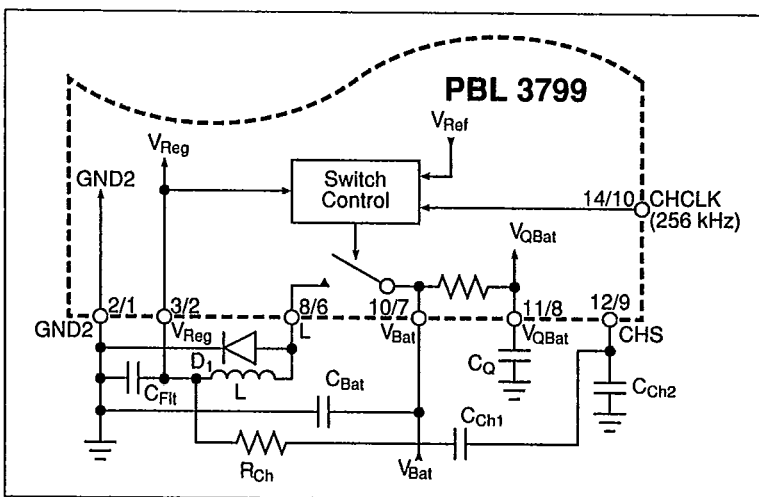 PBL 3799
VRef
VReg
GND2
Switch
Control
14/10
CHCLK
(256 kHz)
VQBat
2/1
3/2
8/6
10/7
11/8
12/9
GND2
VReg
L
VBat
VQBat
CHS
D1
CFlt
L
CBat
CQ
CCh2
CCh1
RCh
VBat